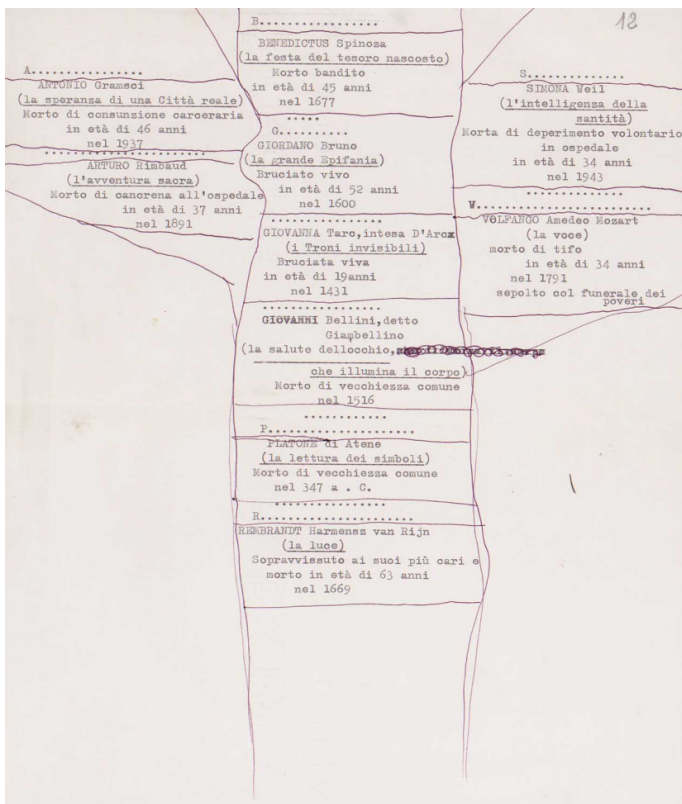 12
A...............
ANTONIO Gramsci
(la speranza di una Città reale)
Morto di consunzione carceraria
in età di 46 anni
nel 1937
......................
ARTURO Rimbaud
(l'avventura sacra)
Morto di cancrena all'ospedale
in età di 37 anni
nel 1891
B................
BENEDICTUS Spinoza
(la festa del tesoro nascosto)
Morto bandito
in età di 45 anni
nel 1677
.....
G..........
GIORDANO Bruno
(la grande Epifania)
Bruciato vivo
in età di 52 anni
nel 1600
................
GIOVANNA Tarc,intesa D'Arc
(i Troni invisibili)
Bruciata viva
in età di 19anni
nel 1431
................
GIOVANNI Bellini,detto
Giambellino
(la salute dellocchio,
che illumina il corpo)
Morto di vecchiezza comune
nel 1516
............
P.....................
PLATONE di Atene
(la lettura dei simboli)
Morto di vecchiezza comune
nel 347 a . C.
................
R......................
REMBRANDT Harmensz van Rijn
(la luce)
Sopravvissuto ai suoi più cari e
morto in età di 63 anni
nel 1669
S..............
SIMONA Weil
(l'intelligenza della
santità)
Morta di deperimento volontario
in ospedale
in età di 34 anni
nel 1943
..............
W.....................
VOLFANGO Amedeo Mozart
(la voce)
morto di tifo
in età di 34 anni
nel 1791
sepolto col funerale dei
poveri